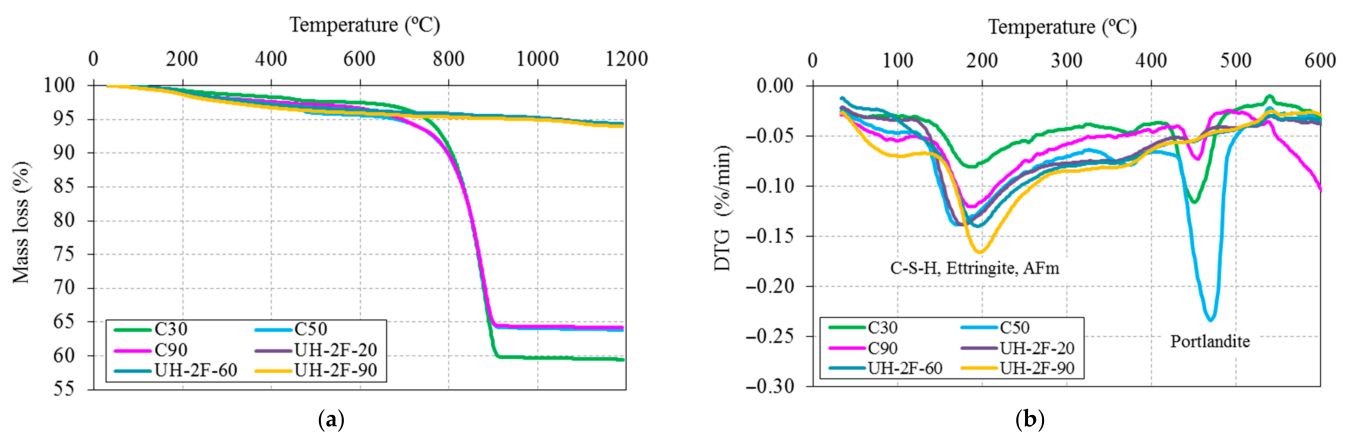 Temperature (ºC)
0 200 400 600 800 1000 1200
Mass loss (%)
100
95
90
85
80
75
70
65
60
55
C30 C50
C90 UH-2F-20
UH-2F-60 UH-2F-90
(a)
Temperature (ºC)
0 100 200 300 400 500 600
DTG (%/min)
0.00
−0.05
−0.10
−0.15
−0.20
−0.25
−0.30
C-S-H, Ettringite, AFm
Portlandite
C30 C50
C90 UH-2F-20
UH-2F-60 UH-2F-90
(b)